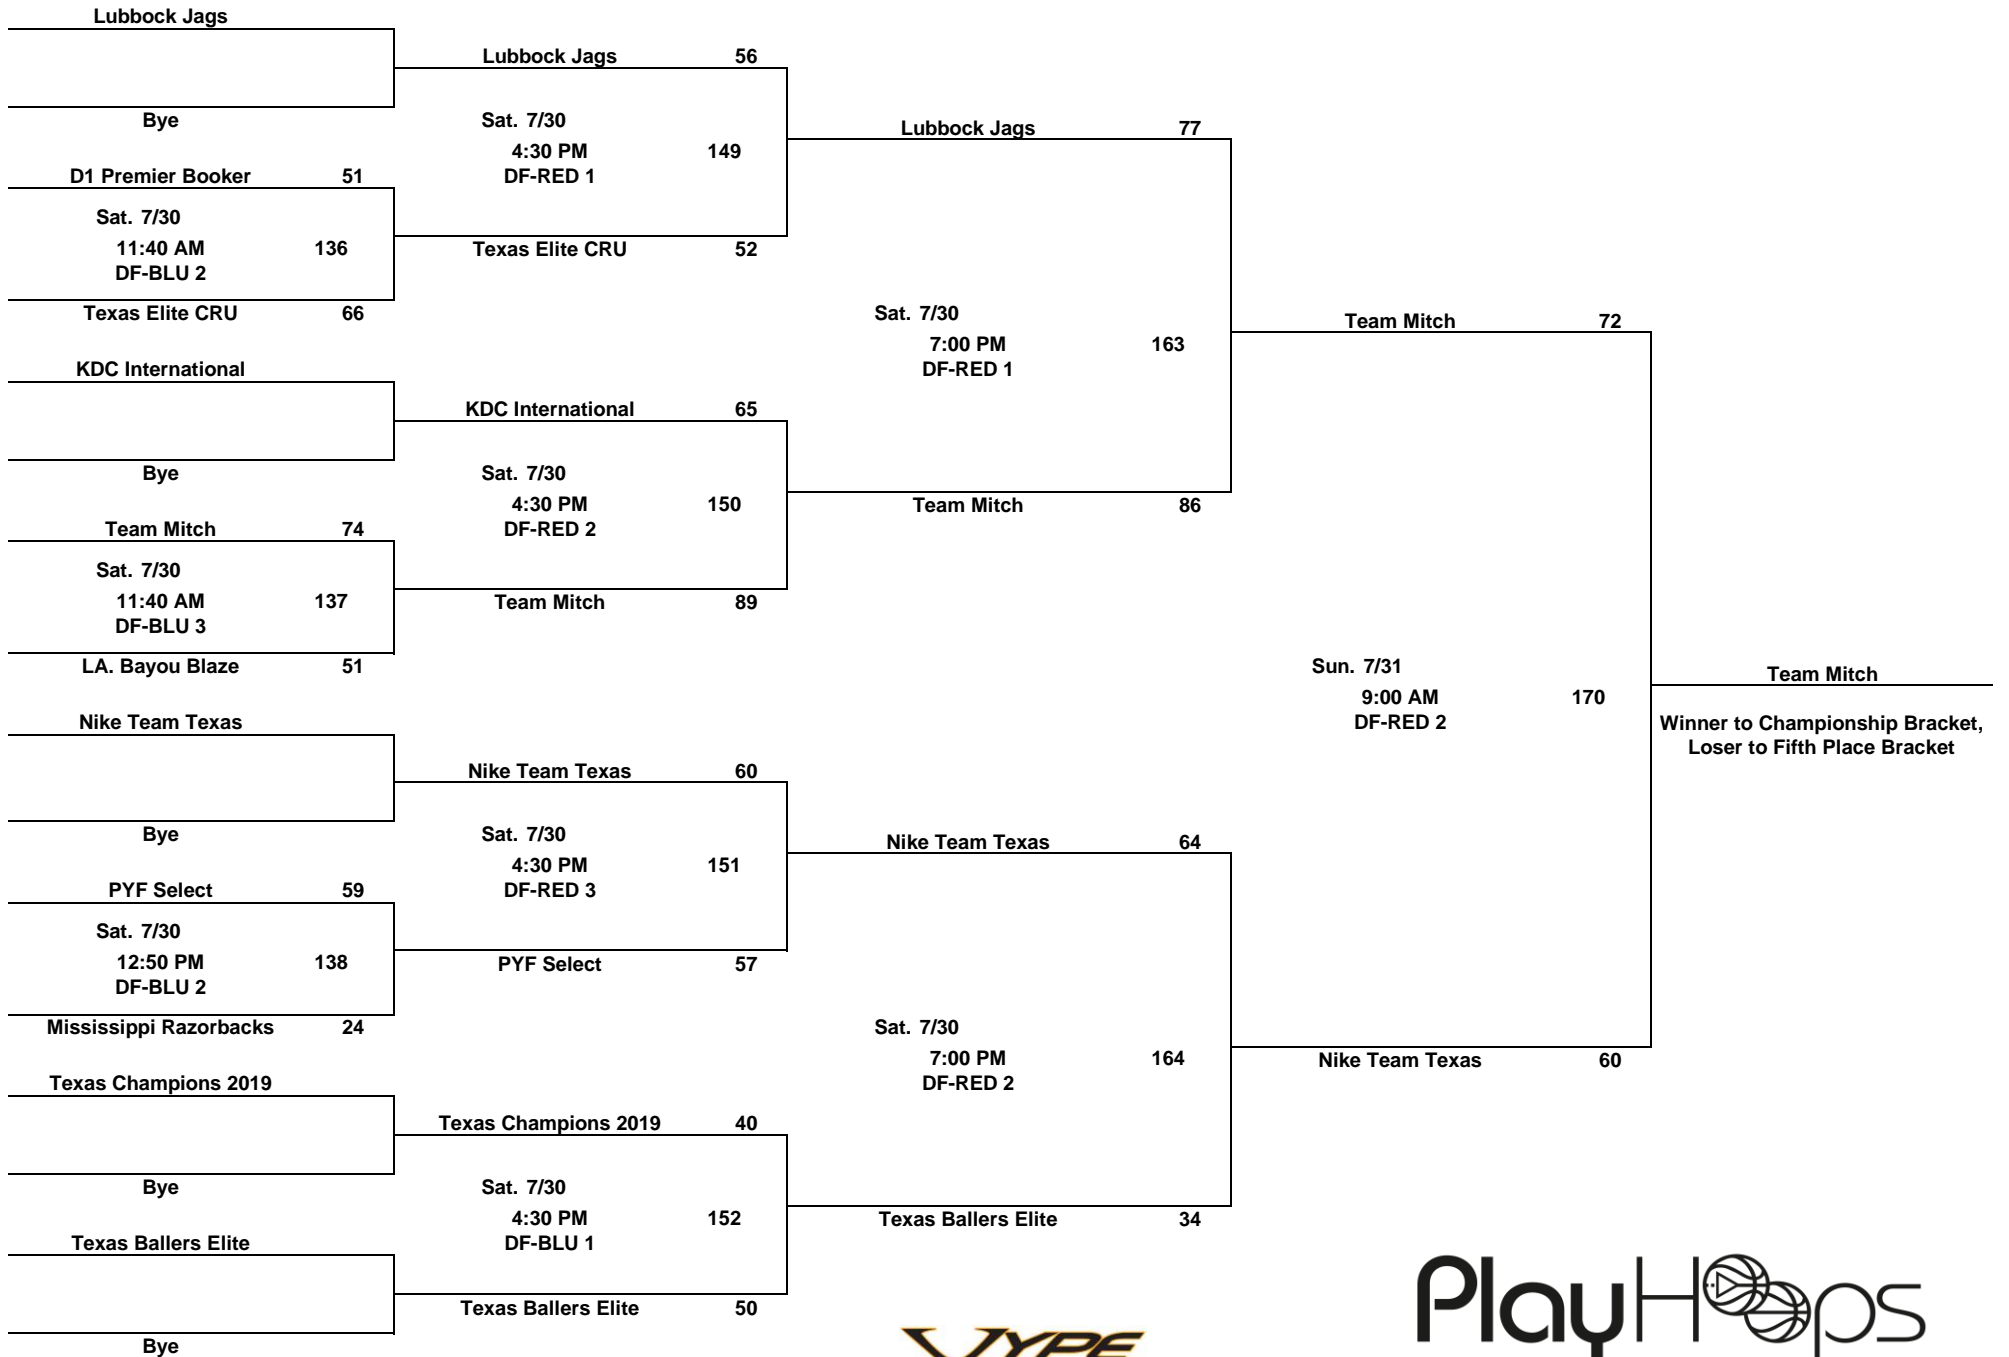 Lubbock Jags
Bye
D1 Premier Booker 51
Sat. 7/30
11:40 AM 136
DF-BLU 2
Texas Elite CRU 66
KDC International
Bye
Team Mitch 74
Sat. 7/30
11:40 AM 137
DF-BLU 3
LA. Bayou Blaze 51
Nike Team Texas
Bye
PYF Select 59
Sat. 7/30
12:50 PM 138
DF-BLU 2
Mississippi Razorbacks 24
Texas Champions 2019
Bye
Texas Ballers Elite
Bye
Lubbock Jags 56
Sat. 7/30
4:30 PM 149
DF-RED 1
Texas Elite CRU 52
KDC International 65
Sat. 7/30
4:30 PM 150
DF-RED 2
Team Mitch 89
Nike Team Texas 60
Sat. 7/30
4:30 PM 151
DF-RED 3
PYF Select 57
Texas Champions 2019 40
Sat. 7/30
4:30 PM 152
DF-BLU 1
Texas Ballers Elite 50
Lubbock Jags 77
Sat. 7/30
7:00 PM 163
DF-RED 1
Team Mitch 86
Nike Team Texas 64
Sat. 7/30
7:00 PM 164
DF-RED 2
Texas Ballers Elite 34
Team Mitch 72
Sun. 7/31
9:00 AM 170
DF-RED 2
Nike Team Texas 60
Team Mitch
Winner to Championship Bracket,
Loser to Fifth Place Bracket
VYPE
PlayHoops